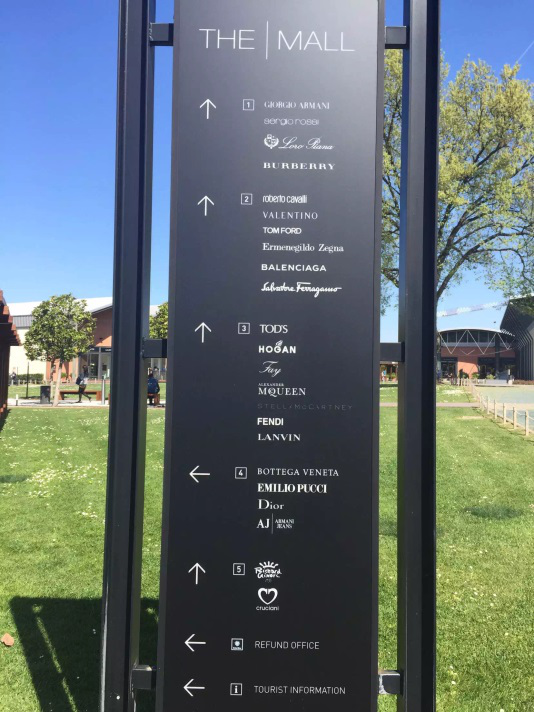 THE | MALL
1 GIORGIO ARMANI
sergio rossi
Loro Piana
BURBERRY
2 roberto cavalli
VALENTINO
TOM FORD
Ermenegildo Zegna
BALENCIAGA
Salvatore Ferragamo
3 TOD'S
HOGAN
Fay
ALEXANDER
McQUEEN
STELLA McCARTNEY
FENDI
LANVIN
4 BOTTEGA VENETA
EMILIO PUCCI
Dior
AJ | ARMANI
JEANS
5 Richard
Ginori
cruciani
REFUND OFFICE
i TOURIST INFORMATION